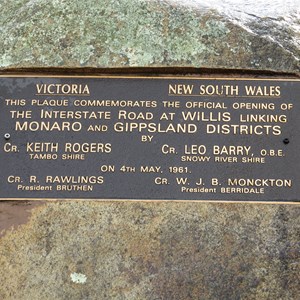 VICTORIA NEW SOUTH WALES
THIS PLAQUE COMMEMORATES THE OFFICIAL OPENING OF
THE INTERSTATE ROAD AT WILLIS LINKING
MONARO AND GIPPSLAND DISTRICTS
BY
CR. KEITH ROGERS CR. LEO BARRY, O.B.E.
TAMBO SHIRE SNOWY RIVER SHIRE
ON 4TH MAY, 1961.
CR. R. RAWLINGS CR. W. J. B. MONCKTON
President BRUTHEN President BERRIDALE